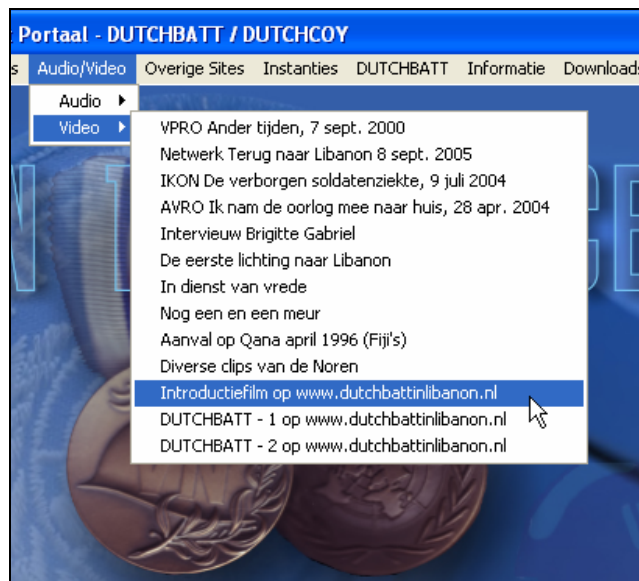 Portaal - DUTCHBATT / DUTCHCOY
s Audio/Video Overige Sites Instanties DUTCHBATT Informatie Downloads
Audio
Video
VPRO Ander tijden, 7 sept. 2000
Netwerk Terug naar Libanon 8 sept. 2005
IKON De verborgen soldatenziekte, 9 juli 2004
AVRO Ik nam de oorlog mee naar huis, 28 apr. 2004
Intervieuw Brigitte Gabriel
De eerste lichting naar Libanon
In dienst van vrede
Nog een en een meur
Aanval op Qana april 1996 (Fiji's)
Diverse clips van de Noren
Introductiefilm op www.dutchbattinlibanon.nl
DUTCHBATT - 1 op www.dutchbattinlibanon.nl
DUTCHBATT - 2 op www.dutchbattinlibanon.nl